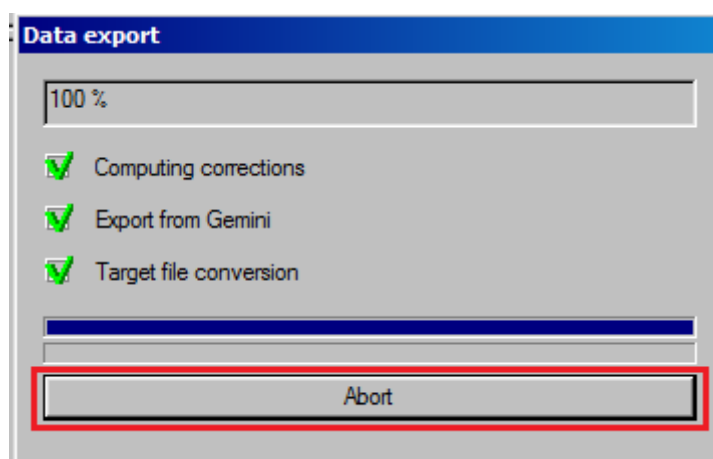 Data export
100 %
Computing corrections
Export from Gemini
Target file conversion
Abort